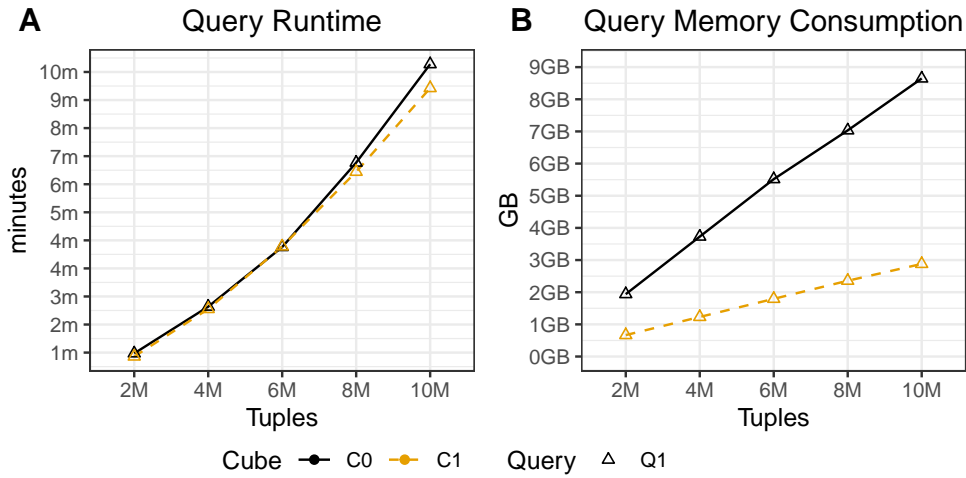 A Query Runtime
10m
9m
8m
7m
6m
4m
4m
3m
2m
1m
minutes
2M 4M 6M 8M 10M
Tuples
B Query Memory Consumption
9GB
8GB
7GB
6GB
5GB
4GB
3GB
2GB
1GB
0GB
GB
2M 4M 6M 8M 10M
Tuples
Cube C0 C1 Query Q1